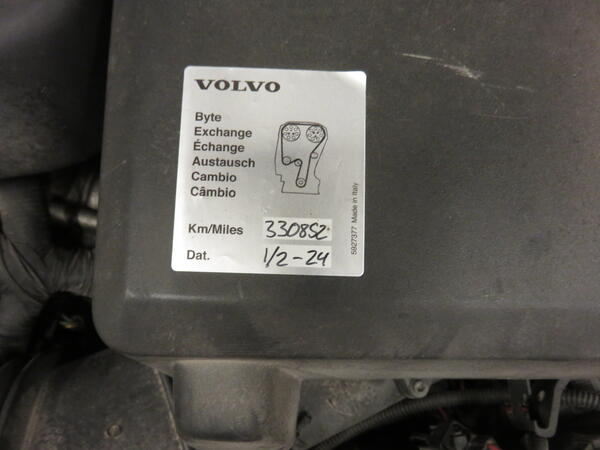 VOLVO
Byte
Exchange
Échange
Austausch
Cambio
Câmbio
Km/Miles 330852
Dat. 1/2-24
5927377 Made in Italy